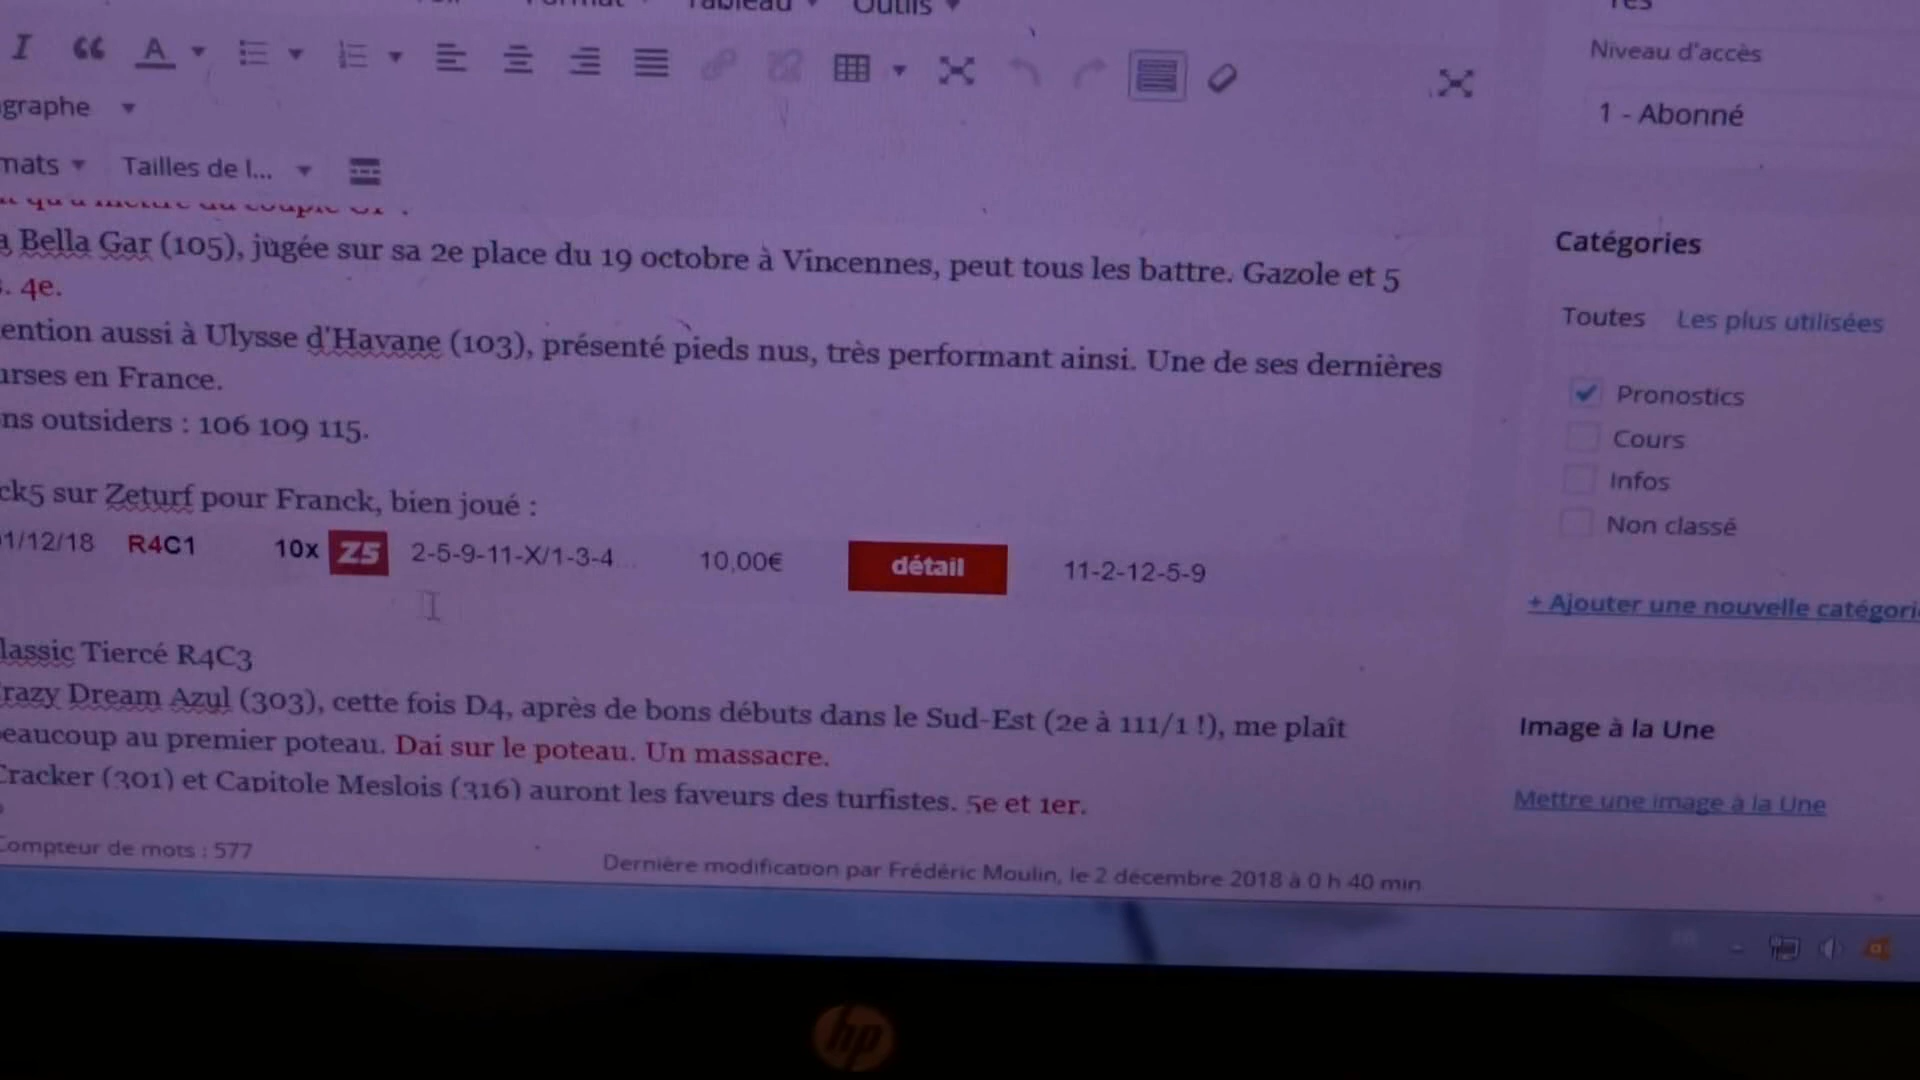 Tableau Outils
I A
graphe
mats Tailles de l...
Bella Gar (105), jugée sur sa 2e place du 19 octobre à Vincennes, peut tous les battre. Gazole et 5
. 4e.
ention aussi à Ulysse d'Havane (103), présenté pieds nus, très performant ainsi. Une de ses dernières
urses en France.
ns outsiders : 106 109 115.
ck5 sur Zeturf pour Franck, bien joué :
1/12/18 R4C1 10x Z5 2-5-9-11-X/1-3-4... 10,00€ détail 11-2-12-5-9
lassic Tiercé R4C3
razy Dream Azul (303), cette fois D4, après de bons débuts dans le Sud-Est (2e à 111/1 !), me plaît
eaucoup au premier poteau. Dai sur le poteau. Un massacre.
Cracker (301) et Capitole Meslois (316) auront les faveurs des turfistes. 5e et 1er.
Compteur de mots : 577
Dernière modification par Frédéric Moulin, le 2 décembre 2018 à 0 h 40 min
Niveau d'accès
1 - Abonné
Catégories
Toutes Les plus utilisées
Pronostics
Cours
Infos
Non classé
+ Ajouter une nouvelle catégori
Image à la Une
Mettre une image à la Une
hp